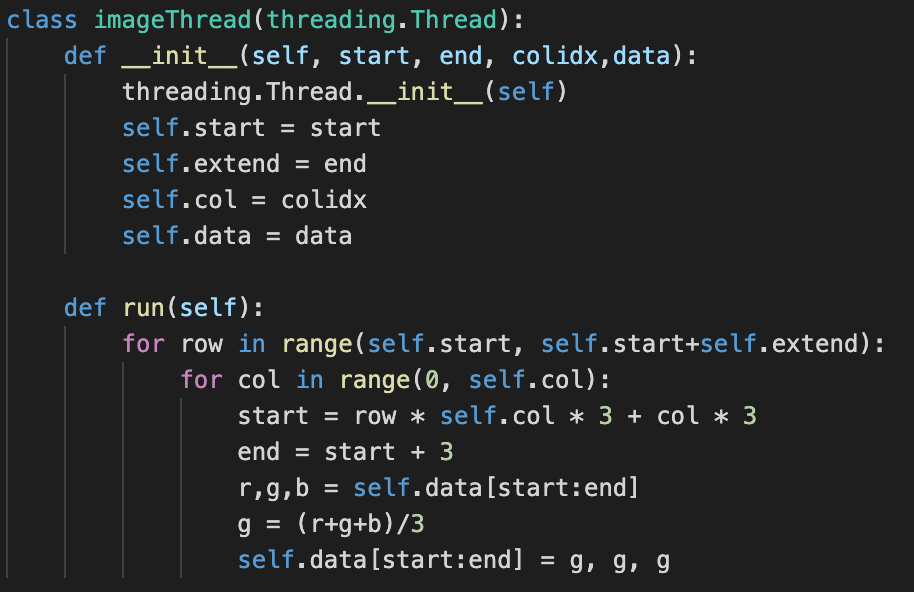 class imageThread(threading.Thread):
    def __init__(self, start, end, colidx,data):
        threading.Thread.__init__(self)
        self.start = start
        self.extend = end
        self.col = colidx
        self.data = data

    def run(self):
        for row in range(self.start, self.start+self.extend):
            for col in range(0, self.col):
                start = row * self.col * 3 + col * 3
                end = start + 3
                r,g,b = self.data[start:end]
                g = (r+g+b)/3
                self.data[start:end] = g, g, g